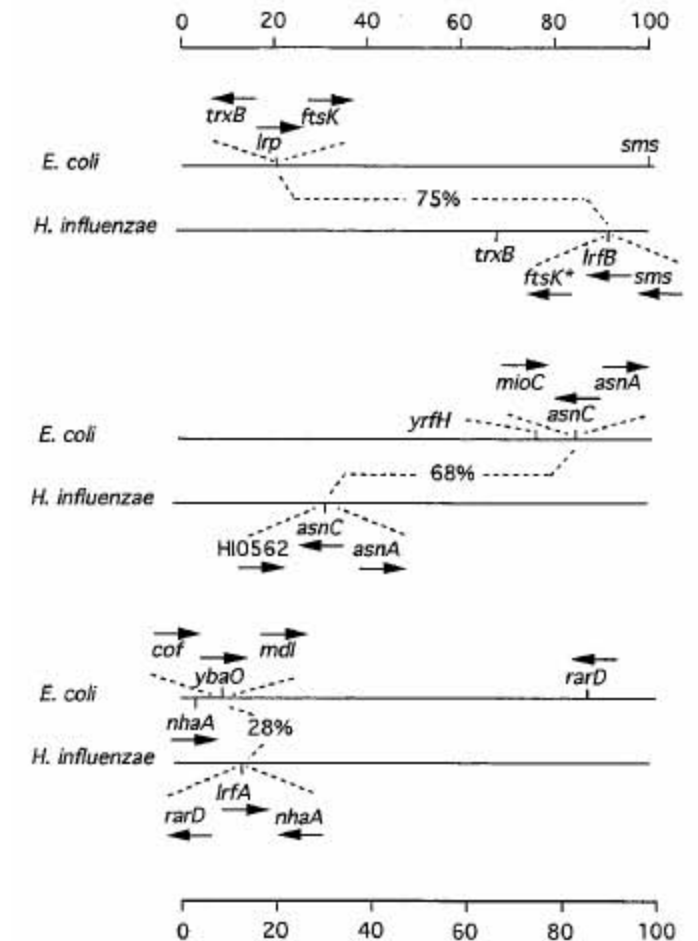 0 20 40 60 80 100
trxB ftsK
lrp
E. coli sms
75%
H. influenzae
trxB lrfB
ftsK* sms
mioC asnA
yrfH asnC
E. coli
68%
H. influenzae
asnC
HI0562 asnA
cof mdl
ybaO
E. coli rarD
nhaA 28%
H. influenzae
lrfA
rarD nhaA
0 20 40 60 80 100